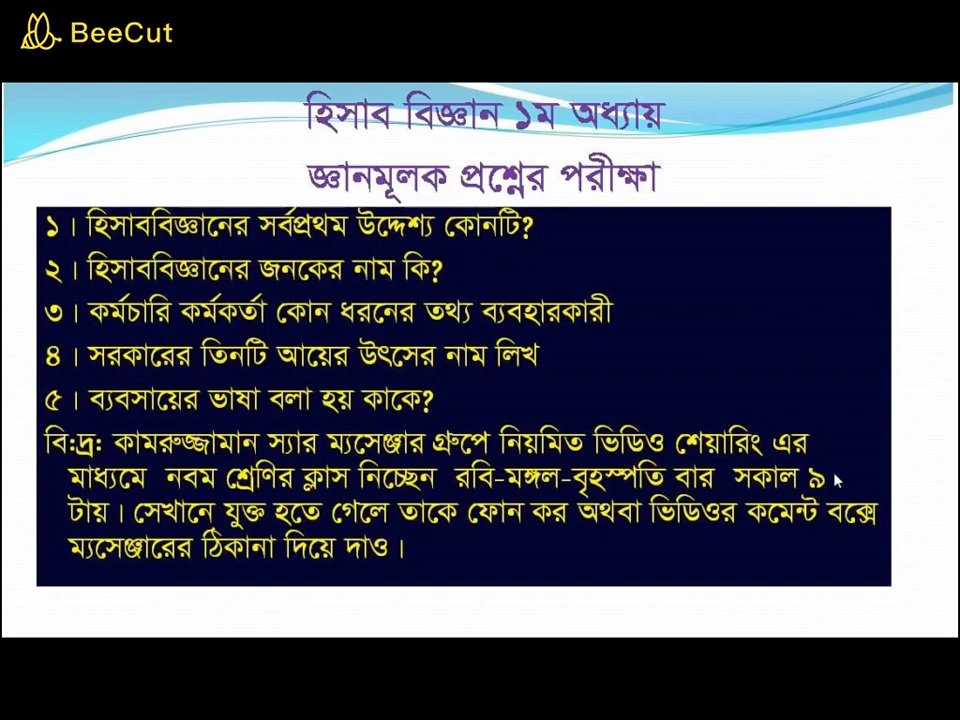 BeeCut
হিসাব বিজ্ঞান ১ম অধ্যায়
জ্ঞানমূলক প্রশ্নের পরীক্ষা
১। হিসাববিজ্ঞানের সর্বপ্রথম উদ্দেশ্য কোনটি?
২। হিসাববিজ্ঞানের জনকের নাম কি?
৩। কর্মচারি কর্মকর্তা কোন ধরনের তথ্য ব্যবহারকারী
৪। সরকারের তিনটি আয়ের উৎসের নাম লিখ
৫। ব্যবসায়ের ভাষা বলা হয় কাকে?
বি:দ্র: কামরুজ্জামান স্যার ম্যসেঞ্জার গ্রুপে নিয়মিত ভিডিও শেয়ারিং এর
মাধ্যমে নবম শ্রেণির ক্লাস নিচ্ছেন রবি-মঙ্গল-বৃহস্পতি বার সকাল ৯
টায়। সেখানে যুক্ত হতে গেলে তাকে ফোন কর অথবা ভিডিওর কমেন্ট বক্সে
ম্যসেঞ্জারের ঠিকানা দিয়ে দাও।